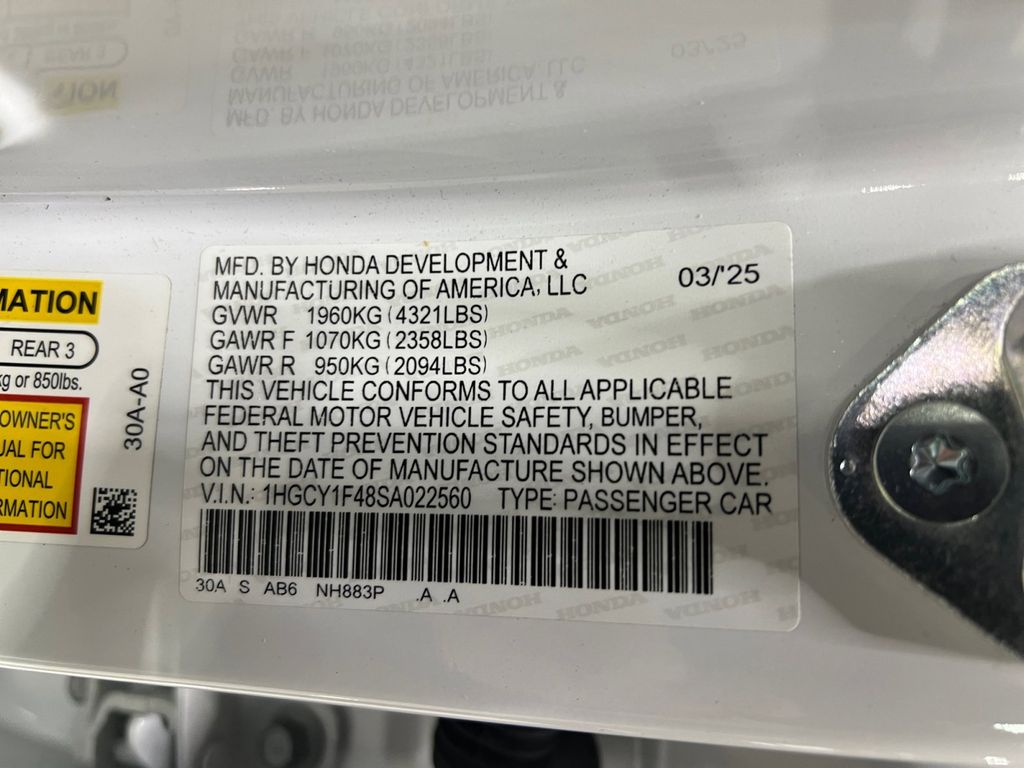 MATION
REAR 3
kg or 850lbs.
OWNER'S
UAL FOR
TIONAL
RMATION
30A-A0
MFD. BY HONDA DEVELOPMENT &
MANUFACTURING OF AMERICA, LLC
03/'25
GVWR 1960KG (4321LBS)
GAWR F 1070KG (2358LBS)
GAWR R 950KG (2094LBS)
THIS VEHICLE CONFORMS TO ALL APPLICABLE
FEDERAL MOTOR VEHICLE SAFETY, BUMPER,
AND THEFT PREVENTION STANDARDS IN EFFECT
ON THE DATE OF MANUFACTURE SHOWN ABOVE.
V.I.N.: 1HGCY1F48SA022560 TYPE: PASSENGER CAR
30A S AB6 NH883P .A .A